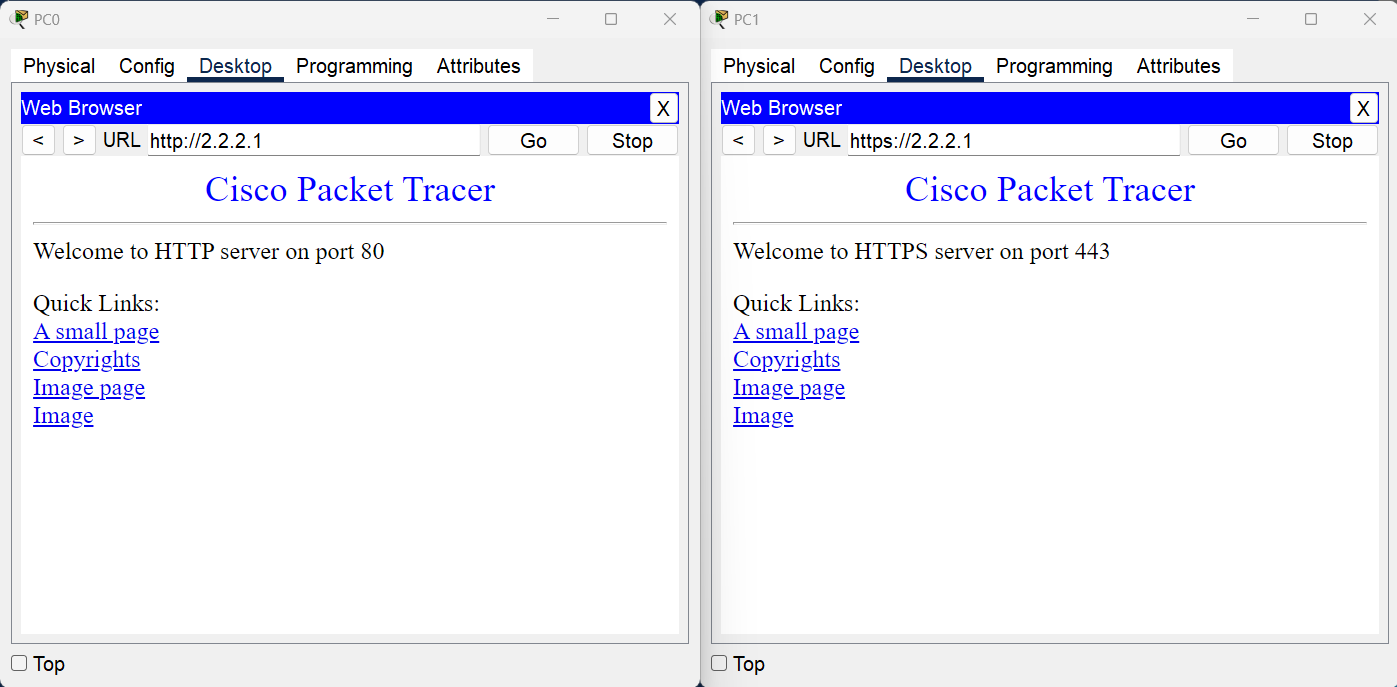 PC0
Physical Config Desktop Programming Attributes
Web Browser X
< > URL http://2.2.2.1 Go Stop
Cisco Packet Tracer
Welcome to HTTP server on port 80
Quick Links:
A small page
Copyrights
Image page
Image
Top
PC1
Physical Config Desktop Programming Attributes
Web Browser X
< > URL https://2.2.2.1 Go Stop
Cisco Packet Tracer
Welcome to HTTPS server on port 443
Quick Links:
A small page
Copyrights
Image page
Image
Top